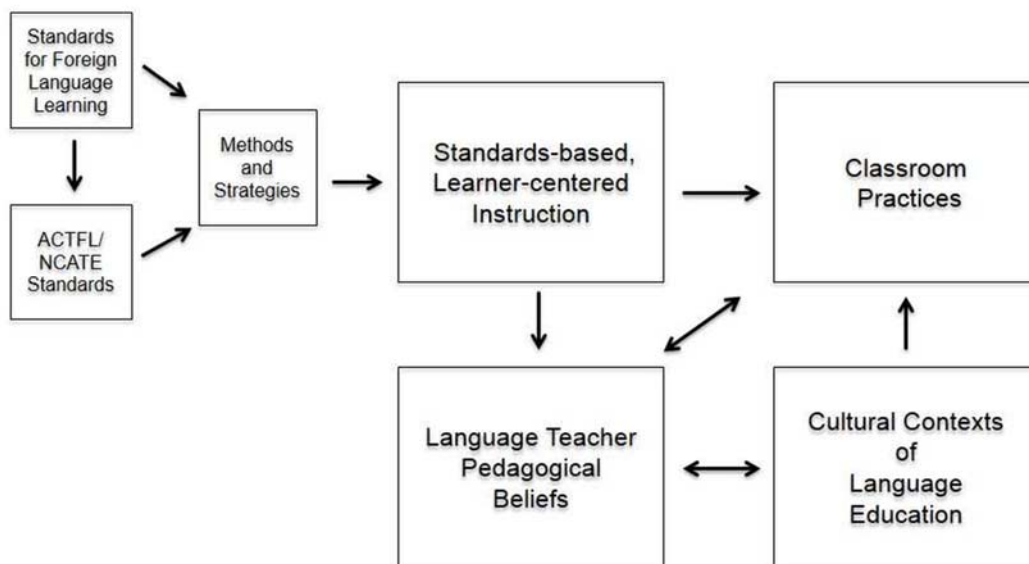 Standards
for Foreign
Language
Learning
ACTFL/
NCATE
Standards
Methods
and
Strategies
Standards-based,
Learner-centered
Instruction
Classroom
Practices
Language Teacher
Pedagogical
Beliefs
Cultural Contexts
of
Language
Education